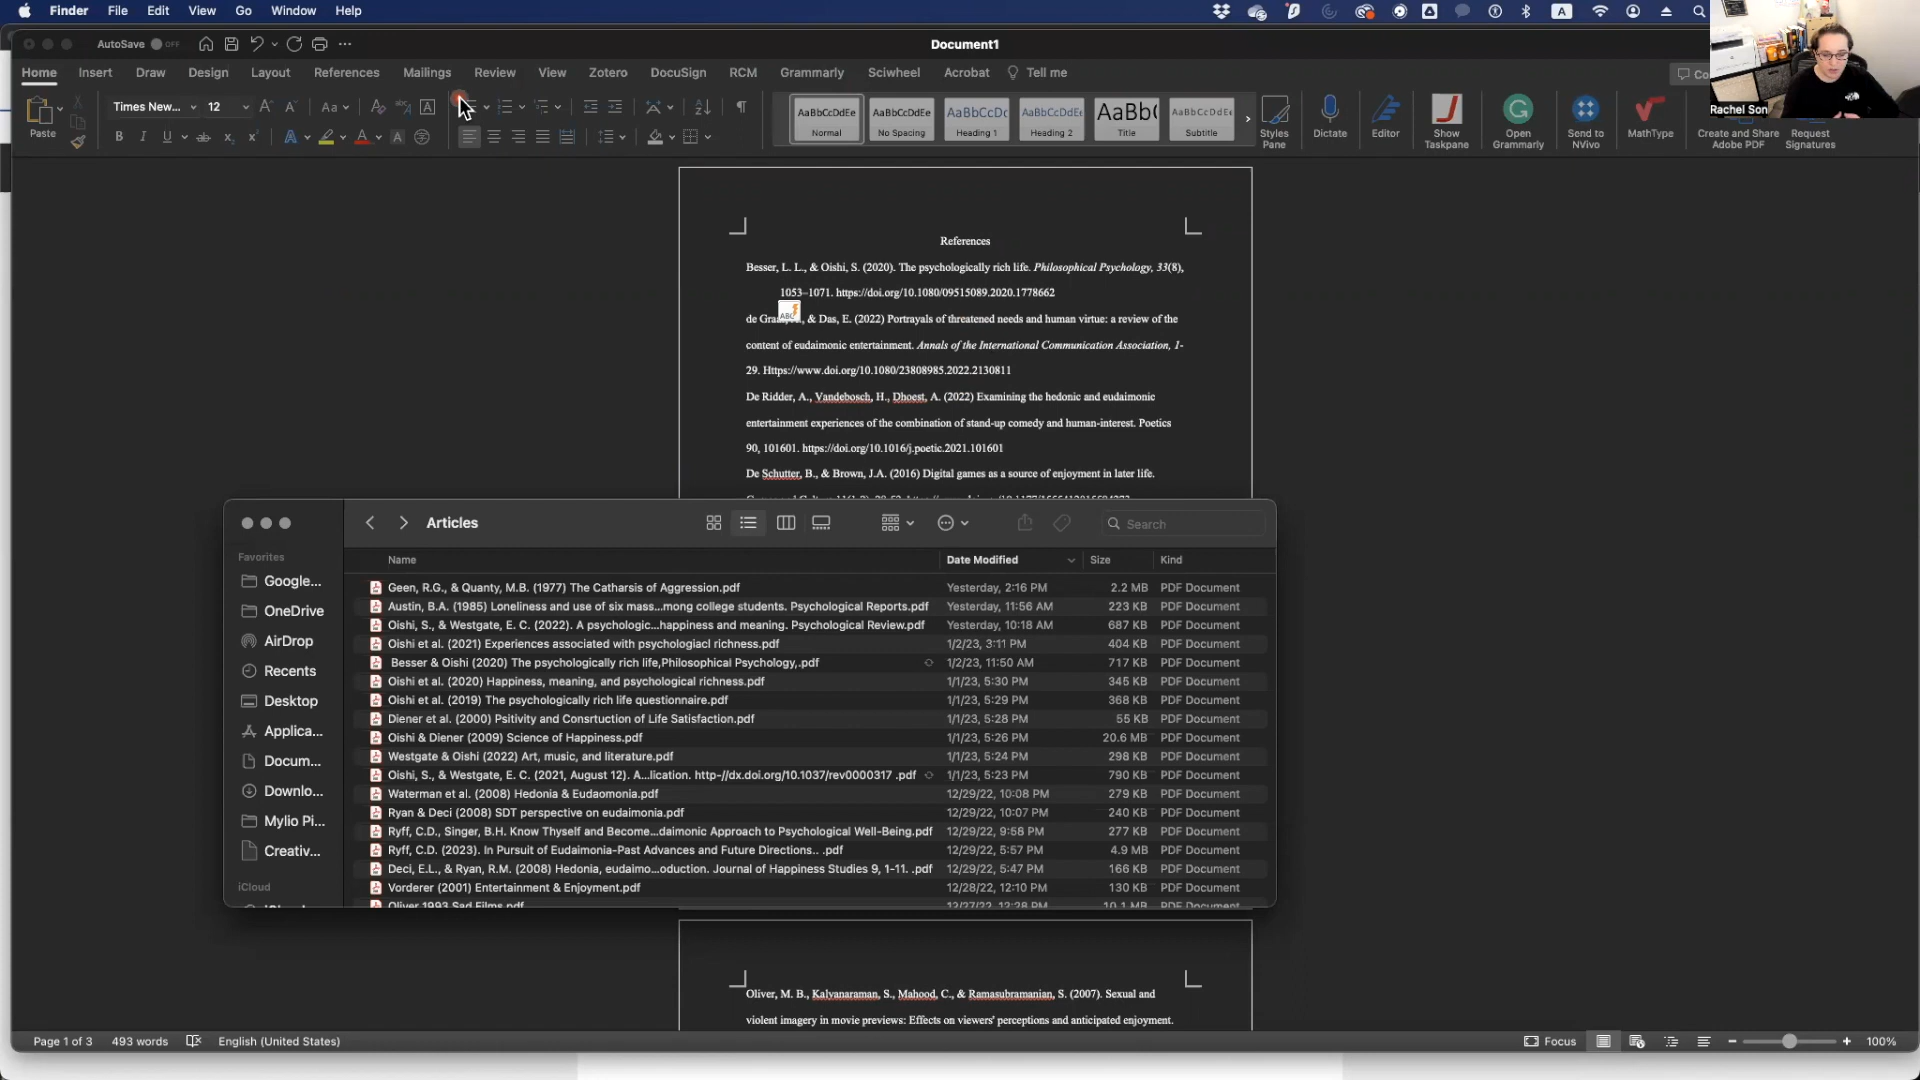 Finder File Edit View Go Window Help
AutoSave OFF
Document1
Home Insert Draw Design Layout References Mailings Review View Zotero DocuSign RCM Grammarly Sciwheel Acrobat Tell me
Co
Rachel Son
Paste
Times New... 12
AaBbCcDdEe
Normal
AaBbCcDdEe
No Spacing
AaBbCcDc
Heading 1
AaBbCcDdEe
Heading 2
AaBb(
Title
AaBbCcDdEe
Subtitle
Styles Pane
Dictate
Editor
Show Taskpane
Open Grammarly
Send to NVivo
MathType
Create and Share Adobe PDF
Request Signatures
References
Besser, L. L., & Oishi, S. (2020). The psychologically rich life. Philosophical Psychology, 33(8),
1053–1071. https://doi.org/10.1080/09515089.2020.1778662
& Das, E. (2022) Portrayals of threatened needs and human virtue: a review of the
content of eudaimonic entertainment. Annals of the International Communication Association, 1-
29. Https://www.doi.org/10.1080/23808985.2022.2130811
De Ridder, A., Vandebosch, H., Dhoest, A. (2022) Examining the hedonic and eudaimonic
entertainment experiences of the combination of stand-up comedy and human-interest. Poetics
90, 101601. https://doi.org/10.1016/j.poetic.2021.101601
De Schutter, B., & Brown, J.A. (2016) Digital games as a source of enjoyment in later life.
Articles
Search
Favorites
Google...
OneDrive
AirDrop
Recents
Desktop
Applica...
Docum...
Downlo...
Mylio Pi...
Creativ...
iCloud
Name Date Modified Size Kind
Geen, R.G., & Quanty, M.B. (1977) The Catharsis of Aggression.pdf Yesterday, 2:16 PM 2.2 MB PDF Document
Austin, B.A. (1985) Loneliness and use of six mass...mong college students. Psychological Reports.pdf Yesterday, 11:56 AM 223 KB PDF Document
Oishi, S., & Westgate, E. C. (2022). A psychologic...happiness and meaning. Psychological Review.pdf Yesterday, 10:18 AM 687 KB PDF Document
Oishi et al. (2021) Experiences associated with psychologiacl richness.pdf 1/2/23, 3:11 PM 404 KB PDF Document
Besser & Oishi (2020) The psychologically rich life,Philosophical Psychology,.pdf 1/2/23, 11:50 AM 717 KB PDF Document
Oishi et al. (2020) Happiness, meaning, and psychological richness.pdf 1/1/23, 5:30 PM 345 KB PDF Document
Oishi et al. (2019) The psychologically rich life questionnaire.pdf 1/1/23, 5:29 PM 368 KB PDF Document
Diener et al. (2000) Psitivity and Consrtuction of Life Satisfaction.pdf 1/1/23, 5:28 PM 55 KB PDF Document
Oishi & Diener (2009) Science of Happiness.pdf 1/1/23, 5:26 PM 20.6 MB PDF Document
Westgate & Oishi (2022) Art, music, and literature.pdf 1/1/23, 5:24 PM 298 KB PDF Document
Oishi, S., & Westgate, E. C. (2021, August 12). A...lication. http-//dx.doi.org/10.1037/rev0000317 .pdf 1/1/23, 5:23 PM 790 KB PDF Document
Waterman et al. (2008) Hedonia & Eudaomonia.pdf 12/29/22, 10:08 PM 279 KB PDF Document
Ryan & Deci (2008) SDT perspective on eudaimonia.pdf 12/29/22, 10:07 PM 240 KB PDF Document
Ryff, C.D., Singer, B.H. Know Thyself and Become...daimonic Approach to Psychological Well-Being.pdf 12/29/22, 9:58 PM 277 KB PDF Document
Ryff, C.D. (2023). In Pursuit of Eudaimonia-Past Advances and Future Directions.. .pdf 12/29/22, 5:57 PM 4.9 MB PDF Document
Deci, E.L., & Ryan, R.M. (2008) Hedonia, eudaimo...oduction. Journal of Happiness Studies 9, 1-11. .pdf 12/29/22, 5:47 PM 166 KB PDF Document
Vorderer (2001) Entertainment & Enjoyment.pdf 12/28/22, 12:10 PM 130 KB PDF Document
Oliver 1993 Sad Films.pdf 12/27/22, 12:28 PM 10.1 MB PDF Document
Oliver, M. B., Kalyanaraman, S., Mahood, C., & Ramasubramanian, S. (2007). Sexual and
violent imagery in movie previews: Effects on viewers' perceptions and anticipated enjoyment.
Page 1 of 3 493 words English (United States) Focus 100%